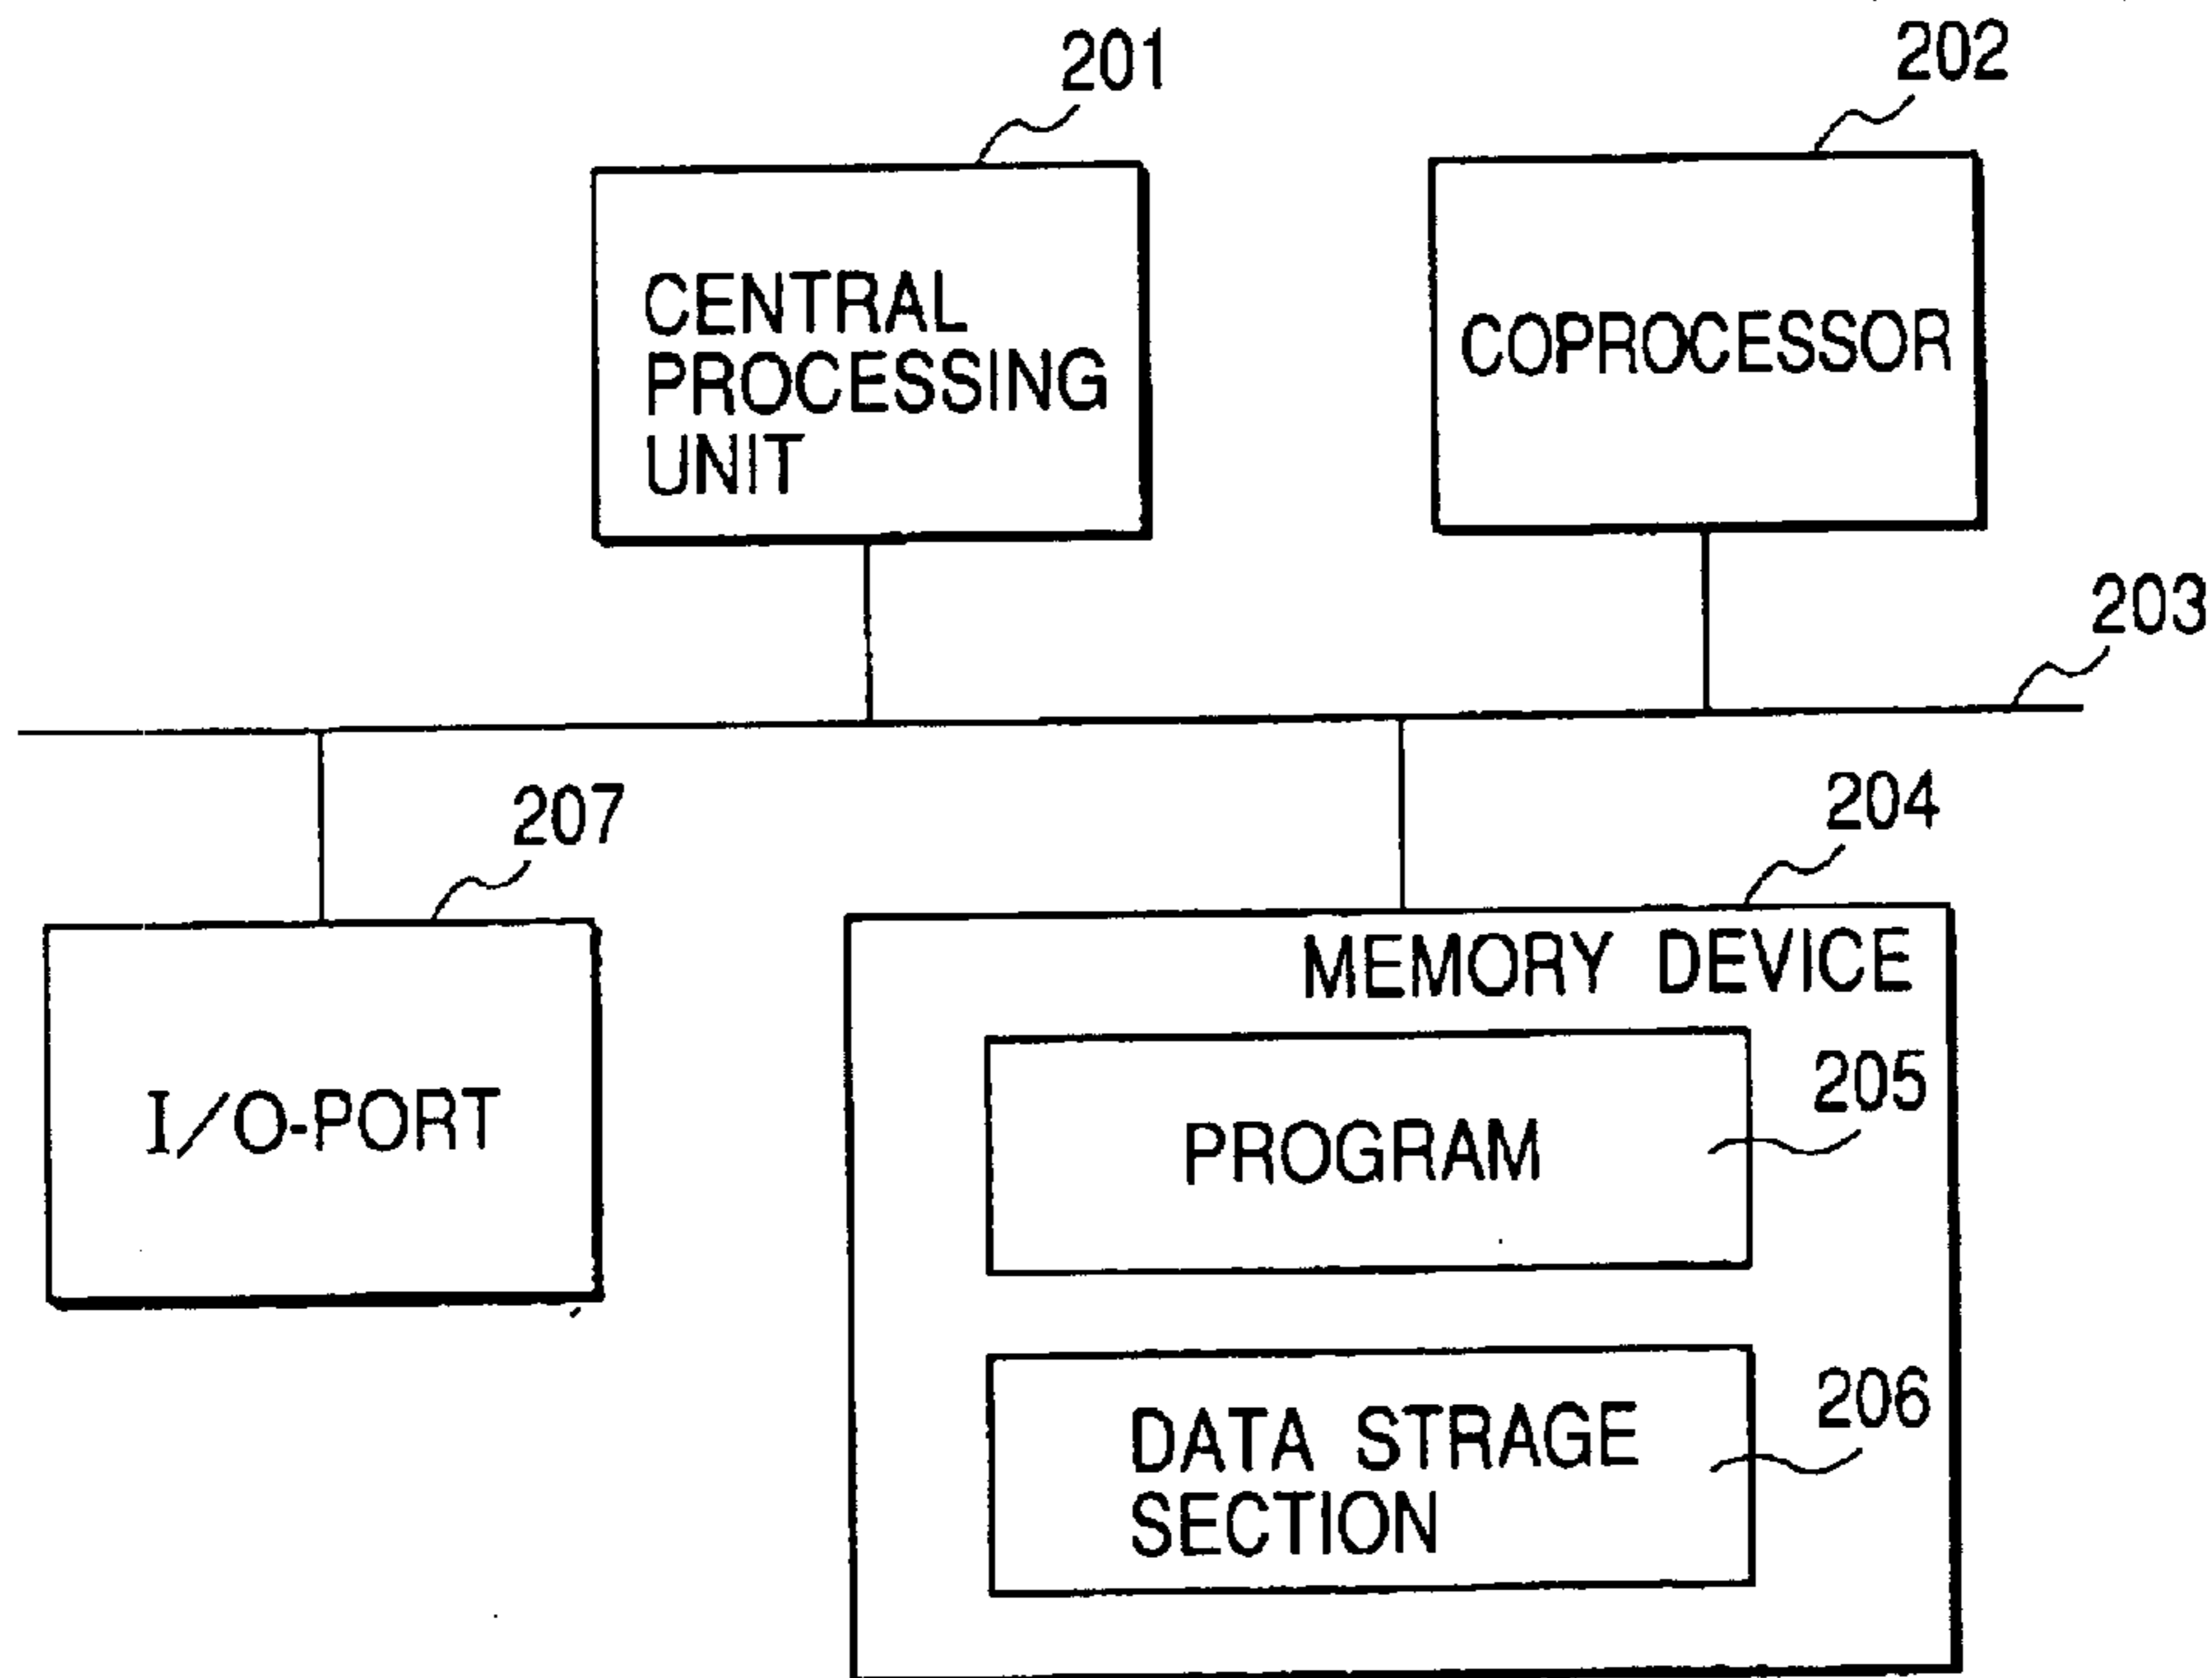 201
202
CENTRAL
PROCESSING
UNIT
COPROCESSOR
203
207
204
MEMORY DEVICE
I/O-PORT
205
PROGRAM
206
DATA STRAGE
SECTION